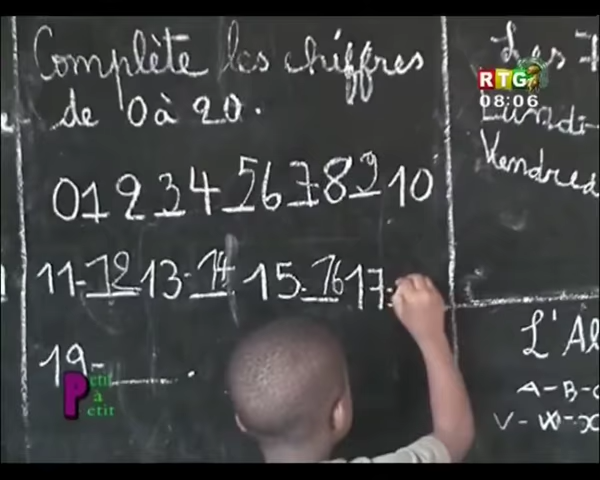 Complète les chiffres
de 0 à 20.
0 1 2 3 4 5 6 7 8 9 10
11-12 13-14 15-16 17-
19- .
Les
Lundi-
Vendred
L'Al
A-B-
V-W-X
RTG
08:06
Petit
à
Petit